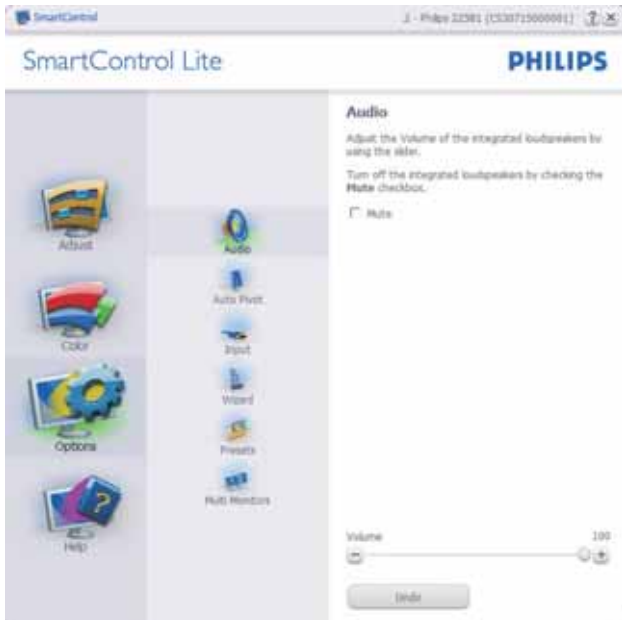 SmartControl
SmartControl Lite
PHILIPS
Adjust
Color
Options
Help
Audio
Auto Pivot
Input
Wizard
Presets
Multi Monitors
Audio
Adjust the Volume of the integrated loudspeakers by
using the slider.
Turn off the integrated loudspeakers by checking the
Mute checkbox.
Mute
Volume
100
Undo